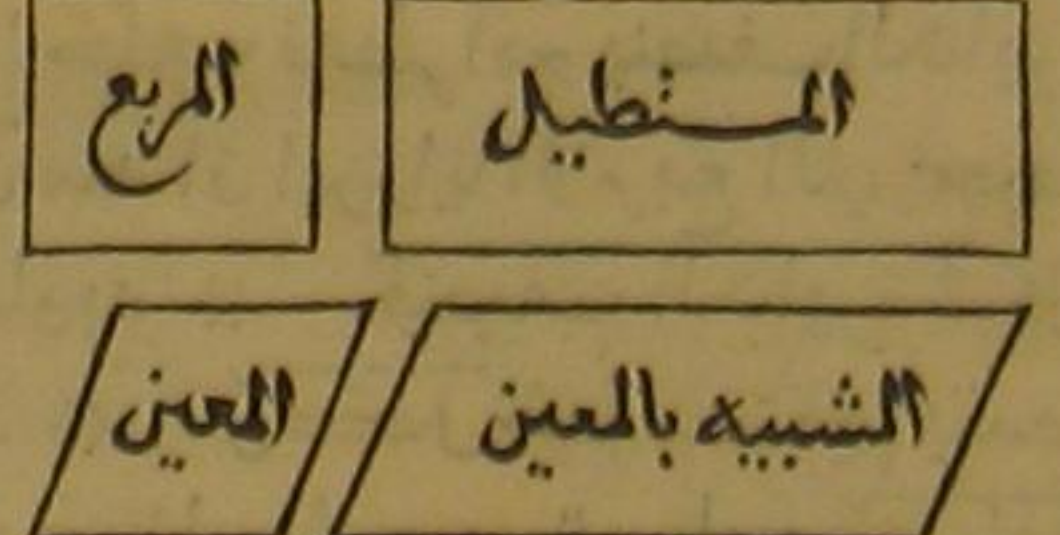 المستطيل
المربع
الشبيه بالمعين
المعين